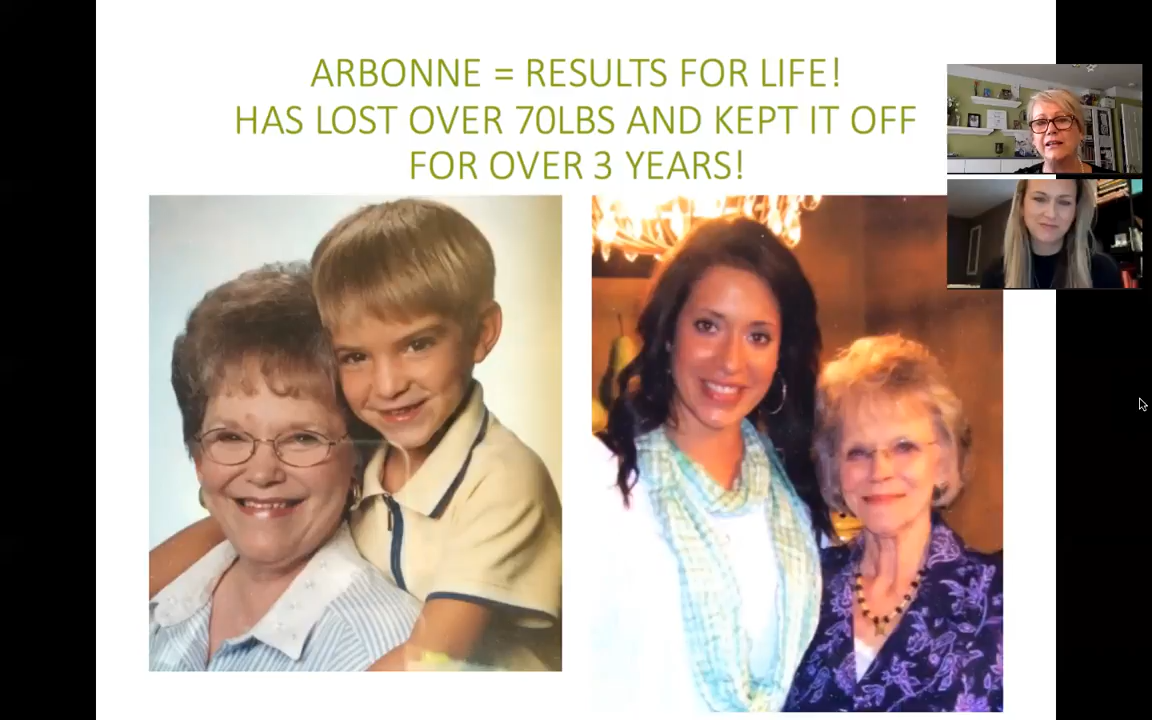 ARBONNE = RESULTS FOR LIFE!
HAS LOST OVER 70LBS AND KEPT IT OFF
FOR OVER 3 YEARS!